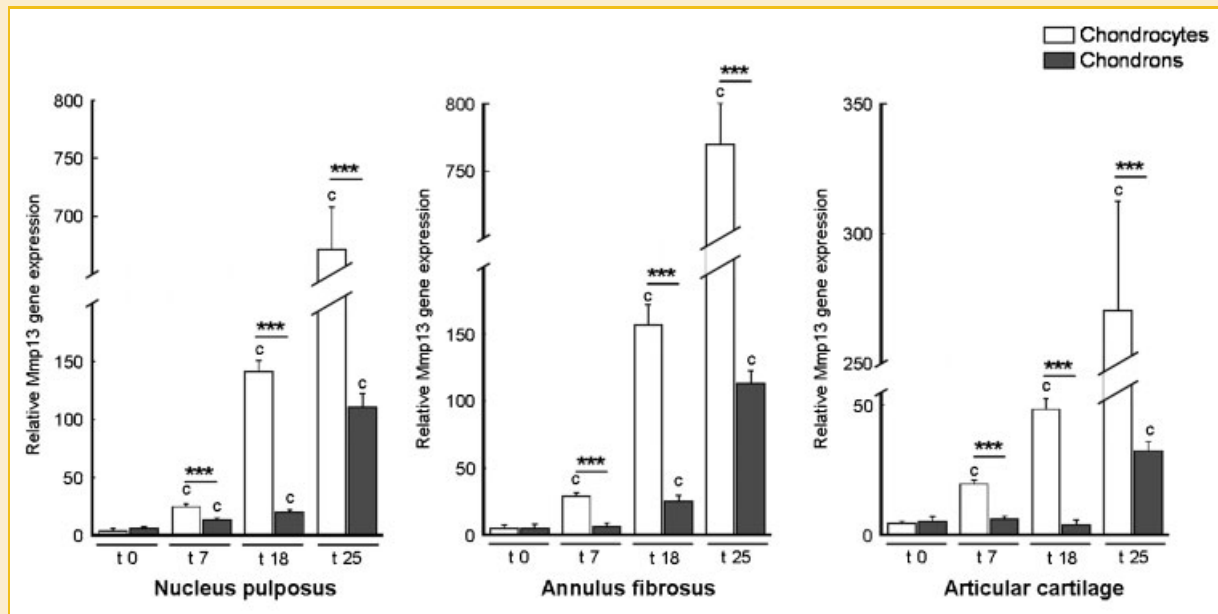 Chondrocytes
Chondrons
Relative Mmp13 gene expression
800
750
700
150
100
50
0
***
c
***
c
c
***
c
c
***
c
c
t 0
t 7
t 18
t 25
Nucleus pulposus
Relative Mmp13 gene expression
800
750
150
100
50
0
***
c
***
c
c
***
c
c
***
c
t 0
t 7
t 18
t 25
Annulus fibrosus
Relative Mmp13 gene expression
350
300
250
50
0
***
c
***
c
***
c
c
t 0
t 7
t 18
t 25
Articular cartilage